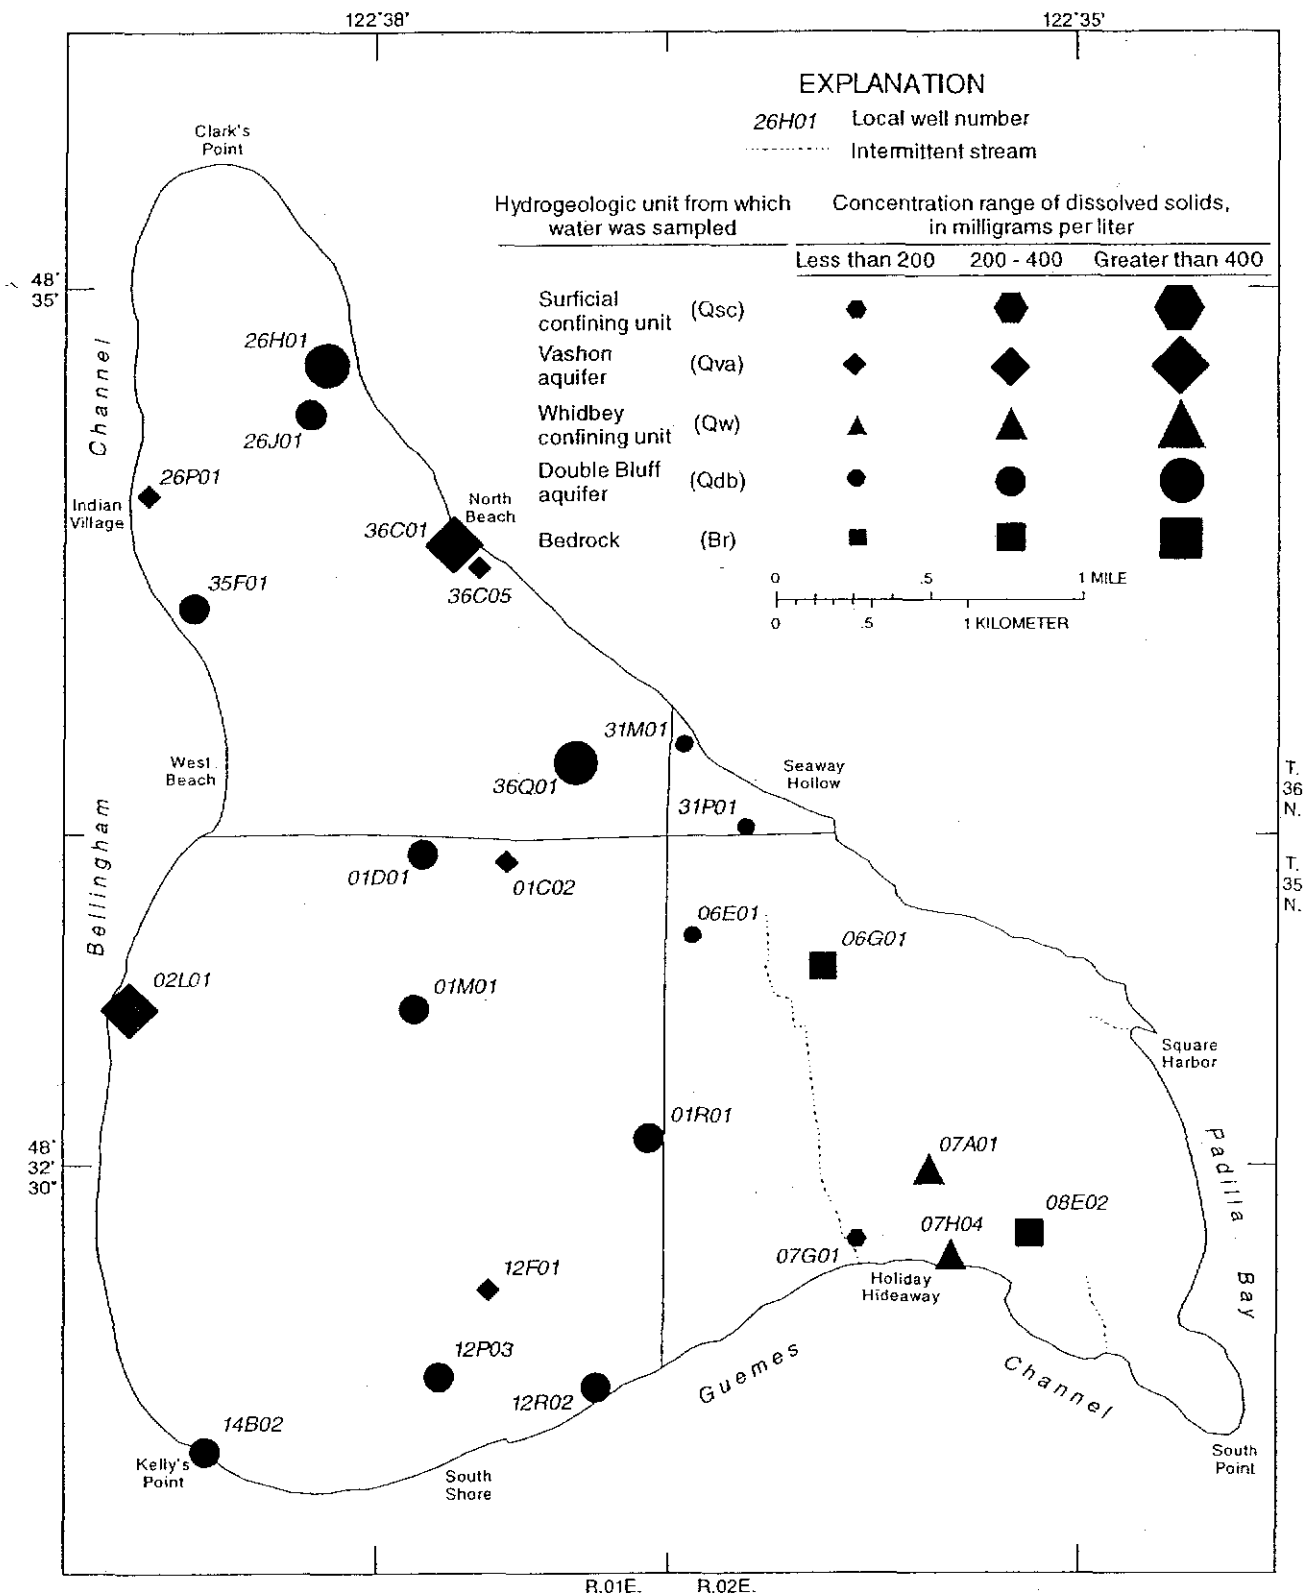 122°38'
122°35'
EXPLANATION
26H01 Local well number
Intermittent stream
Hydrogeologic unit from which
water was sampled
Concentration range of dissolved solids,
in milligrams per liter
Less than 200 200 - 400 Greater than 400
Surficial
confining unit (Qsc)
Vashon
aquifer (Qva)
Whidbey
confining unit (Qw)
Double Bluff
aquifer (Qdb)
Bedrock (Br)
0 .5 1 MILE
0 .5 1 KILOMETER
Clark's
Point
48°
35'
26H01
Channel
26J01
26P01
Indian
Village
North
Beach
36C01
36C05
35F01
31M01
West
Beach
36Q01
Seaway
Hollow
31P01
T.
36
N.
T.
35
N.
Bellingham
01D01
01C02
06E01
06G01
02L01
01M01
Square
Harbor
01R01
48°
32'
30"
07A01
Padilla
Bay
08E02
07H04
07G01
Holiday
Hideaway
12F01
12P03
12R02
Guemes
Channel
14B02
Kelly's
Point
South
Shore
South
Point
R.01E. R.02E.